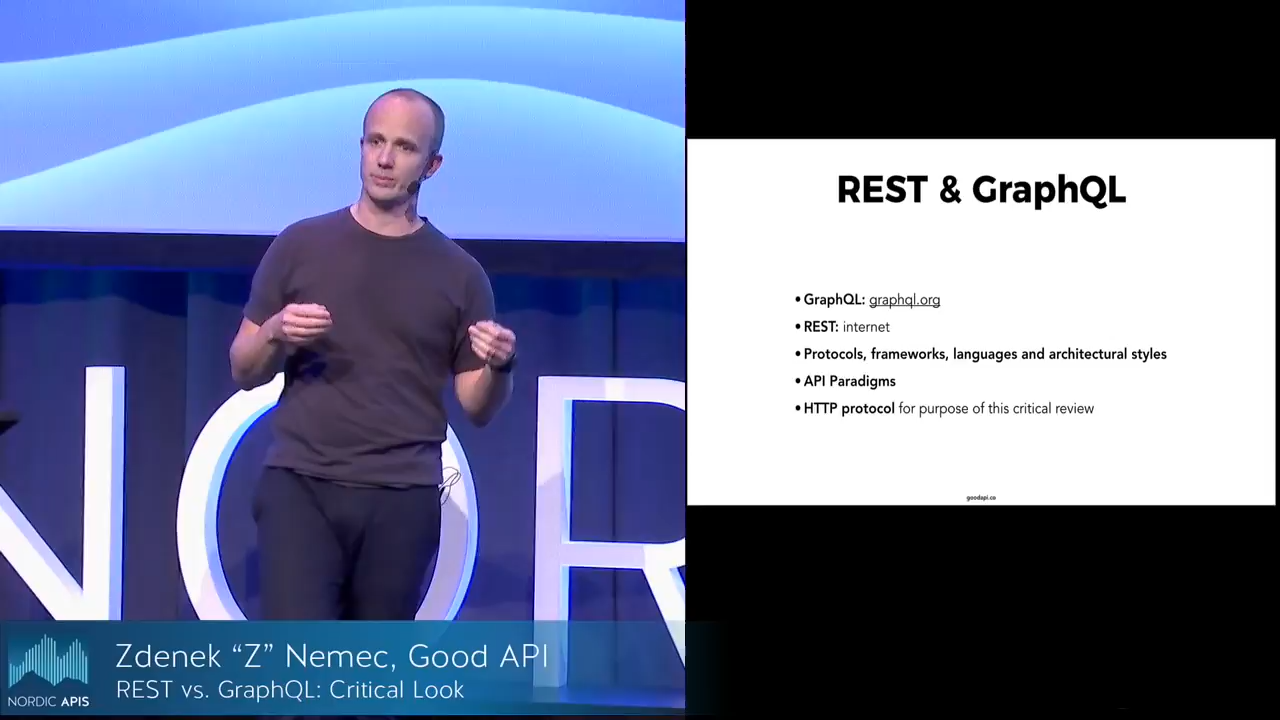 REST & GraphQL
• GraphQL: graphql.org
• REST: internet
• Protocols, frameworks, languages and architectural styles
• API Paradigms
• HTTP protocol for purpose of this critical review
goodapi.co
NOR
Zdenek “Z” Nemec, Good API
REST vs. GraphQL: Critical Look
NORDIC APIS